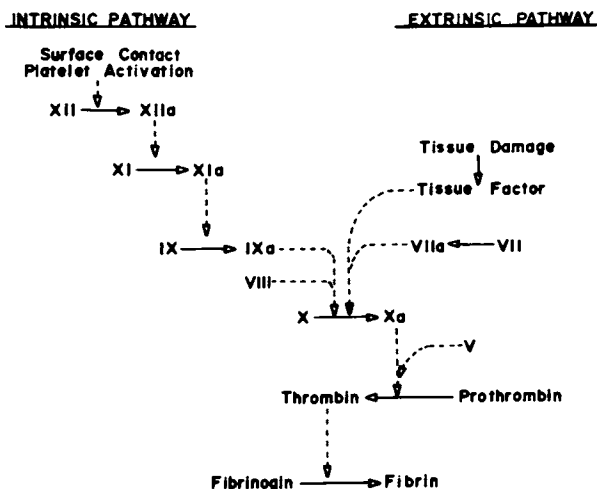 INTRINSIC PATHWAY
EXTRINSIC PATHWAY
Surface Contact
Platelet Activation
XII XIIa
Tissue Damage
XI XIa
Tissue Factor
IX IXa VIIa VII
VIII
X Xa
V
Thrombin Prothrombin
Fibrinogin Fibrin